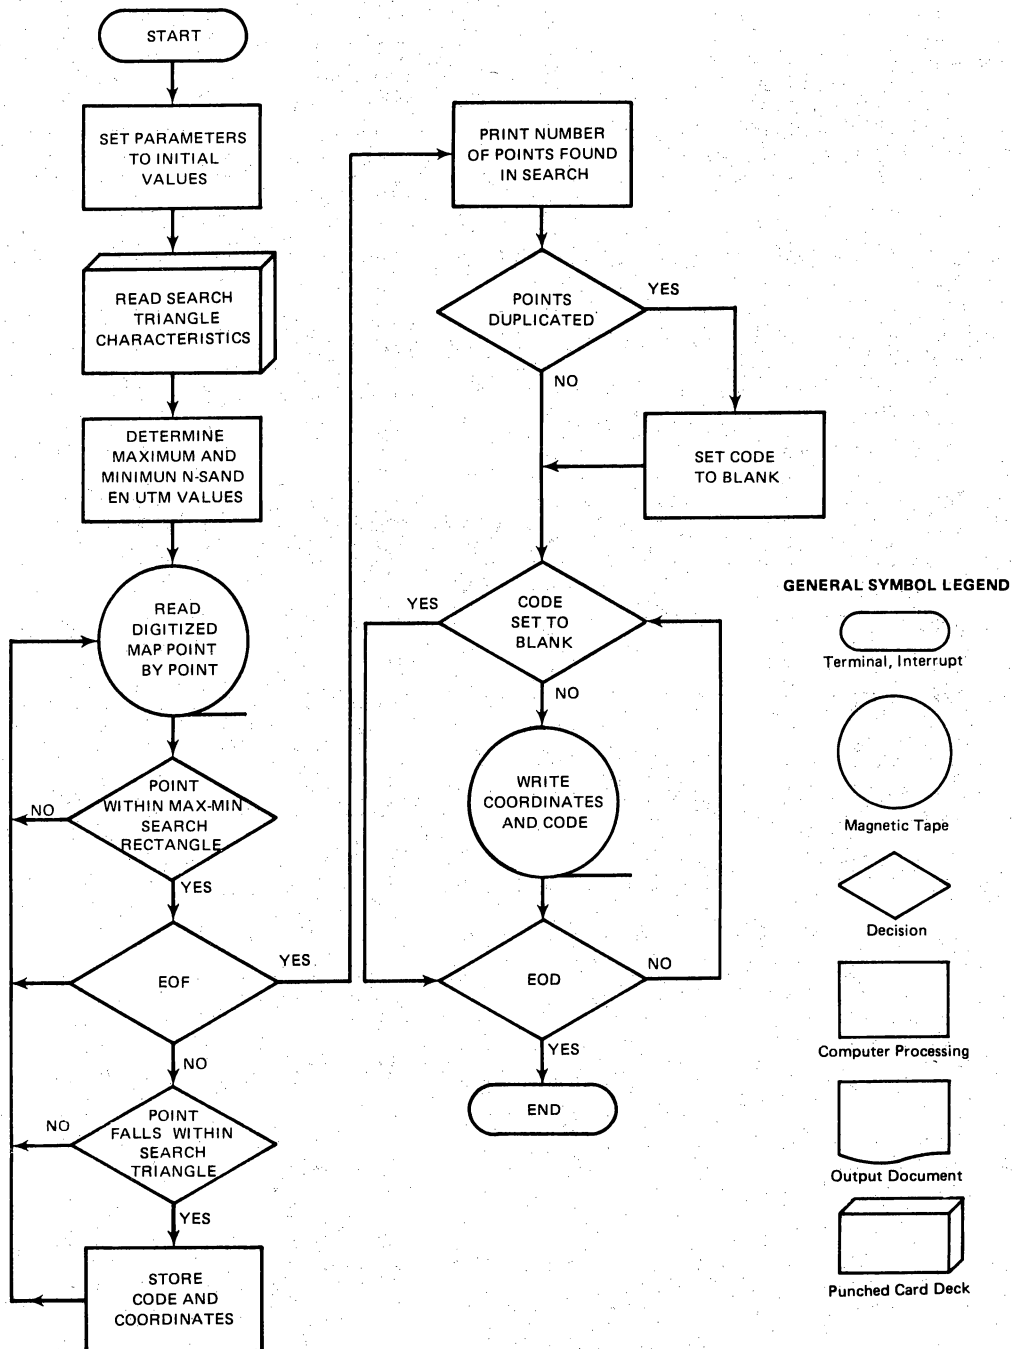 START
SET PARAMETERS
TO INITIAL
VALUES
READ SEARCH
TRIANGLE
CHARACTERISTICS
DETERMINE
MAXIMUM AND
MINIMUN N-SAND
EN UTM VALUES
READ
DIGITIZED
MAP POINT
BY POINT
POINT
WITHIN MAX-MIN
SEARCH
RECTANGLE
NO
YES
EOF
YES
NO
POINT
FALLS WITHIN
SEARCH
TRIANGLE
NO
YES
STORE
CODE AND
COORDINATES
PRINT NUMBER
OF POINTS FOUND
IN SEARCH
POINTS
DUPLICATED
YES
NO
SET CODE
TO BLANK
CODE
SET TO
BLANK
YES
NO
WRITE
COORDINATES
AND CODE
EOD
NO
YES
END
GENERAL SYMBOL LEGEND
Terminal, Interrupt
Magnetic Tape
Decision
Computer Processing
Output Document
Punched Card Deck